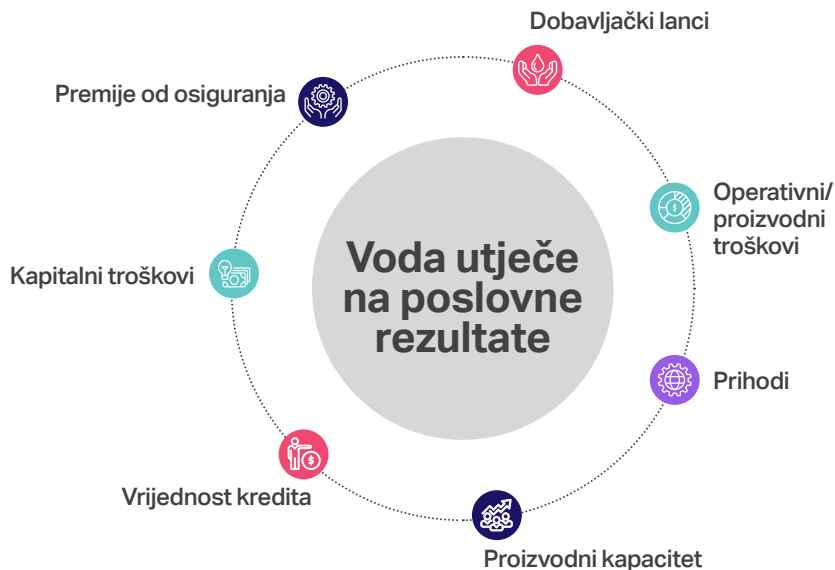 Dobavljački lanci
Premije od osiguranja
Operativni/
proizvodni
troškovi
Voda utječe
na poslovne
rezultate
Kapitalni troškovi
Prihodi
Vrijednost kredita
Proizvodni kapacitet